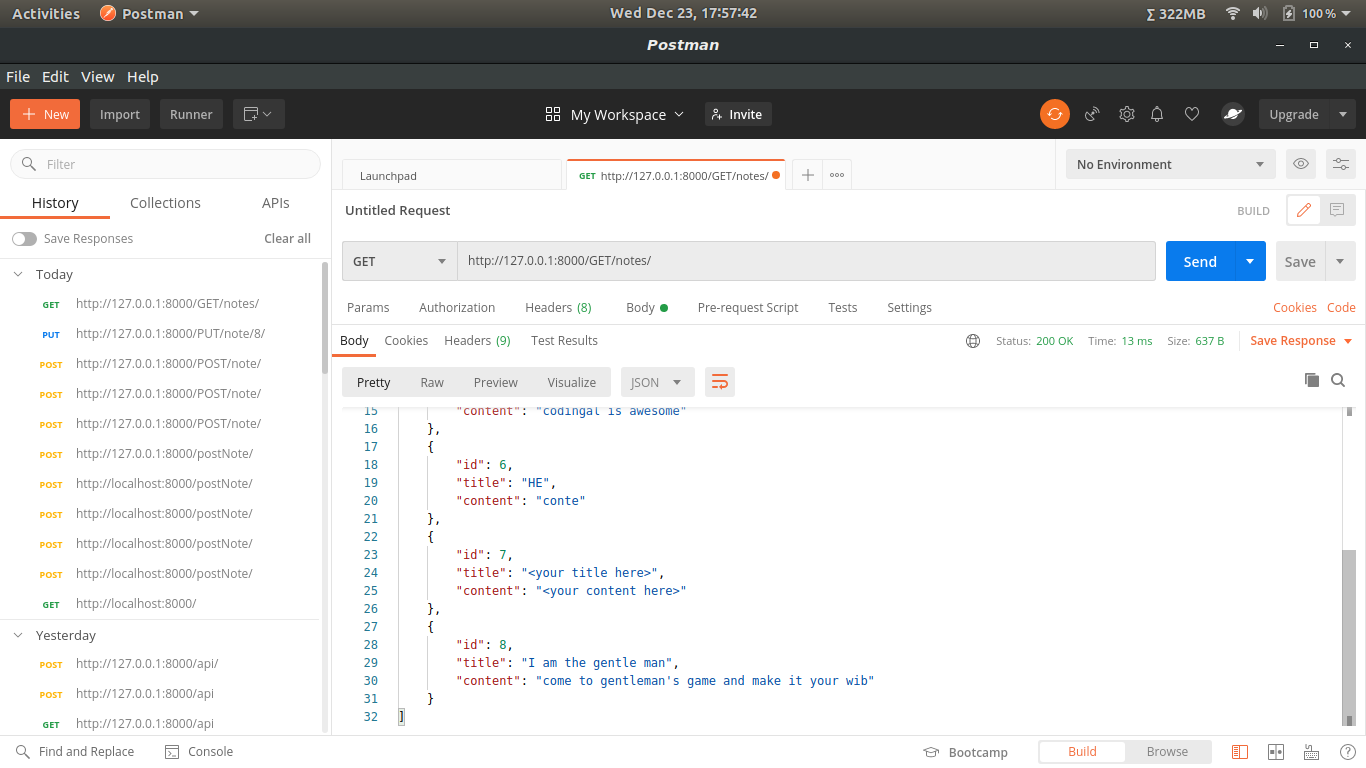 Activities Postman Wed Dec 23, 17:57:42 ∑ 322MB 100 %
Postman
File Edit View Help
New Import Runner My Workspace Invite Upgrade
Filter
Launchpad GET http://127.0.0.1:8000/GET/notes/ No Environment
History Collections APIs
Untitled Request BUILD
Save Responses Clear all
GET http://127.0.0.1:8000/GET/notes/ Send Save
Params Authorization Headers (8) Body Pre-request Script Tests Settings Cookies Code
Body Cookies Headers (9) Test Results Status: 200 OK Time: 13 ms Size: 637 B Save Response
Pretty Raw Preview Visualize JSON
Today
GET http://127.0.0.1:8000/GET/notes/
PUT http://127.0.0.1:8000/PUT/note/8/
POST http://127.0.0.1:8000/POST/note/
POST http://127.0.0.1:8000/POST/note/
POST http://127.0.0.1:8000/POST/note/
POST http://127.0.0.1:8000/postNote/
POST http://localhost:8000/postNote/
POST http://localhost:8000/postNote/
POST http://localhost:8000/postNote/
POST http://localhost:8000/postNote/
GET http://localhost:8000/
Yesterday
POST http://127.0.0.1:8000/api/
POST http://127.0.0.1:8000/api
GET http://127.0.0.1:8000/api
15 "content": "codingal is awesome"
16 },
17 {
18 "id": 6,
19 "title": "HE",
20 "content": "conte"
21 },
22 {
23 "id": 7,
24 "title": "<your title here>",
25 "content": "<your content here>"
26 },
27 {
28 "id": 8,
29 "title": "I am the gentle man",
30 "content": "come to gentleman's game and make it your wib"
31 }
32 ]
Find and Replace Console Bootcamp Build Browse